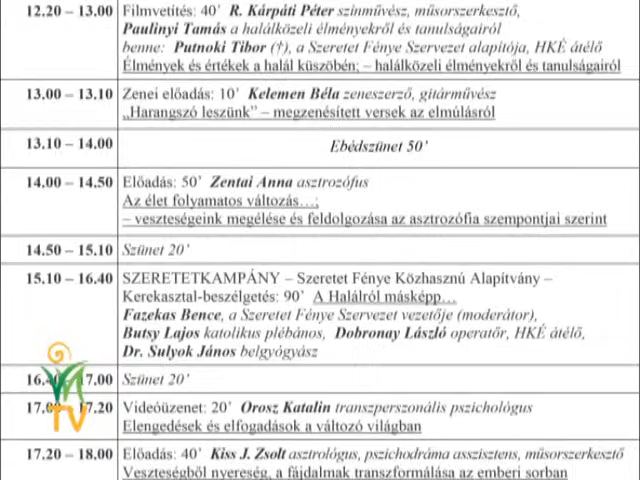 12.20 – 13.00 Filmvetítés: 40’ R. Kárpáti Péter színművész, műsorszerkesztő,
Paulinyi Tamás a halálközeli élményekről és tanulságairól
benne: Putnoki Tibor (†), a Szeretet Fénye Szervezet alapítója, HKÉ átélő
Élmények és értékek a halál küszöbén; – halálközeli élményekről és tanulságairól
13.00 – 13.10 Zenei előadás: 10’ Kelemen Béla zeneszerző, gitárművész
„Harangszó leszünk” – megzenésített versek az elmúlásról
13.10 – 14.00 Ebédszünet 50’
14.00 – 14.50 Előadás: 50’ Zentai Anna asztrozófus
Az élet folyamatos változás…;
– veszteségeink megélése és feldolgozása az asztrozófia szempontjai szerint
14.50 – 15.10 Szünet 20’
15.10 – 16.40 SZERETETKAMPÁNY – Szeretet Fénye Közhasznú Alapítvány –
Kerekasztal-beszélgetés: 90’ A Halálról másképp…
Fazekas Bence, a Szeretet Fénye Szervezet vezetője (moderátor),
Butsy Lajos katolikus plébános, Dobronay László operatőr, HKÉ átélő,
Dr. Sulyok János belgyógyász
16.40 – 17.00 Szünet 20’
17.00 – 17.20 Videóüzenet: 20’ Orosz Katalin transzperszonális pszichológus
Elengedések és elfogadások a változó világban
17.20 – 18.00 Előadás: 40’ Kiss J. Zsolt asztrológus, pszichodráma asszisztens, műsorszerkesztő
Veszteségből nyereség, a fájdalmak transzformálása az emberi sorban
TV